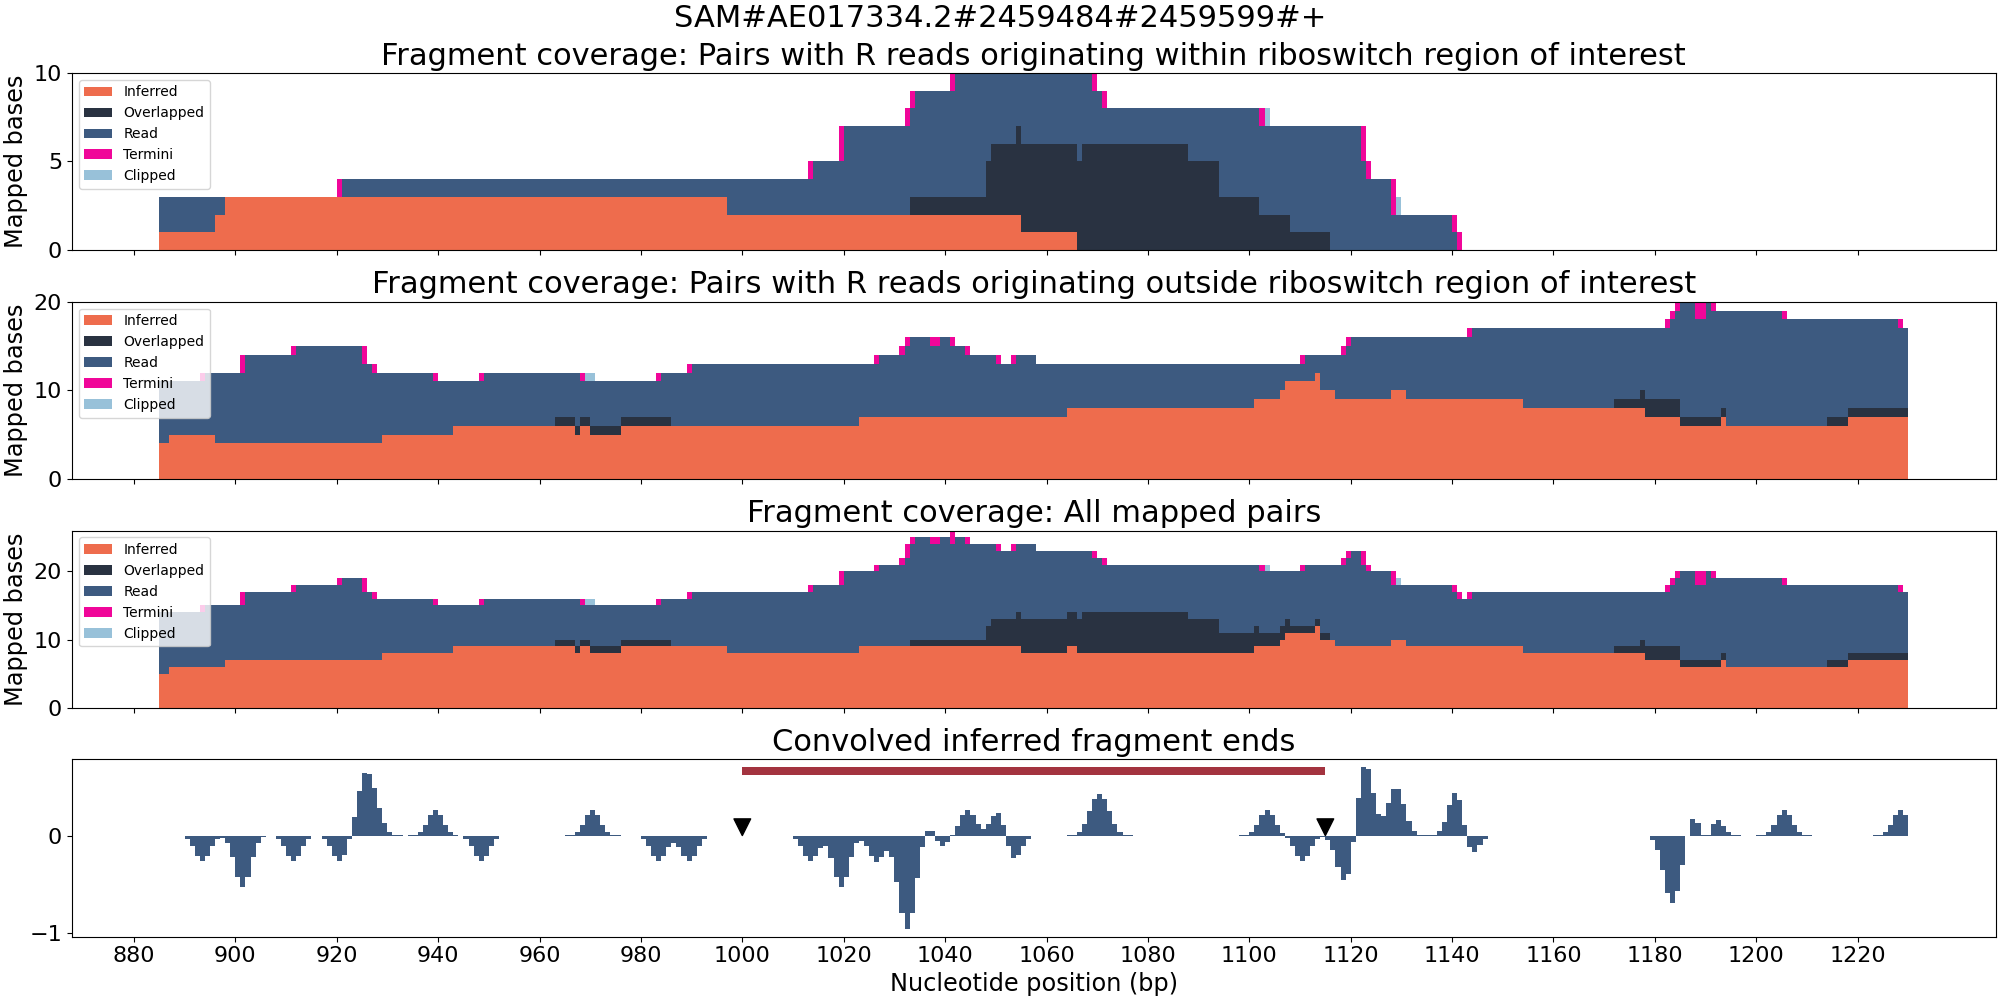 SAM#AE017334.2#2459484#2459599#+
Fragment coverage: Pairs with R reads originating within riboswitch region of interest
Mapped bases
10
5
0
Inferred
Overlapped
Read
Termini
Clipped
Fragment coverage: Pairs with R reads originating outside riboswitch region of interest
Mapped bases
20
10
0
Inferred
Overlapped
Read
Termini
Clipped
Fragment coverage: All mapped pairs
Mapped bases
20
10
0
Inferred
Overlapped
Read
Termini
Clipped
Convolved inferred fragment ends
0
−1
880 900 920 940 960 980 1000 1020 1040 1060 1080 1100 1120 1140 1160 1180 1200 1220
Nucleotide position (bp)